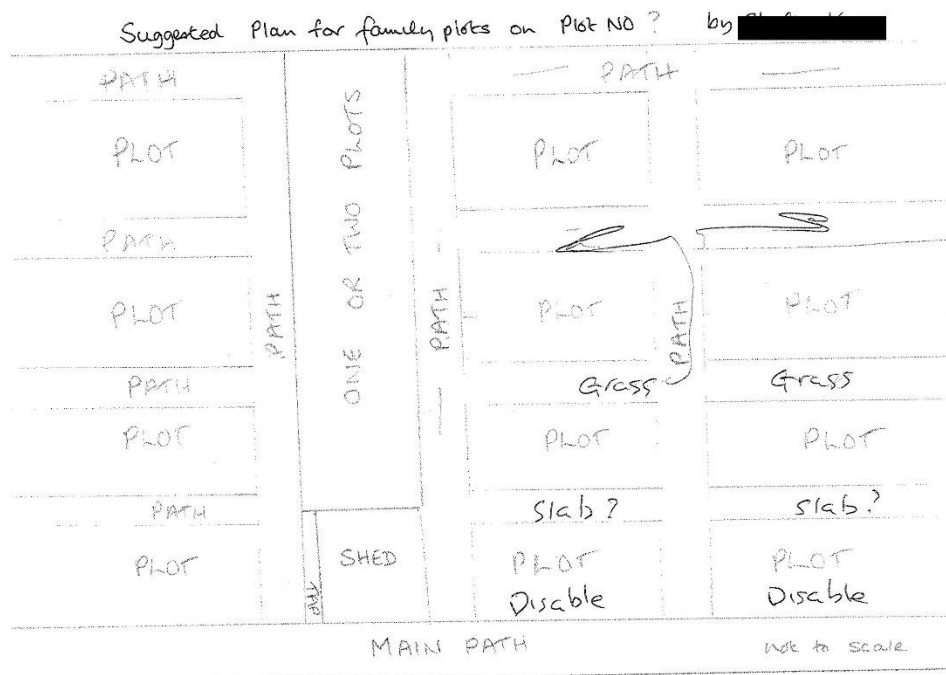 Suggested Plan for family plots on Plot NO ? by
PATH
PATH
PLOT
ONE OR TWO PLOTS
PLOT
PLOT
PATH
PLOT
PATH
PATH
PLOT
PATH
PLOT
PATH
Grass
Grass
PLOT
PLOT
PLOT
PATH
Slab ?
Slab ?
PLOT
SHED
PLOT
PLOT
Disable
Disable
MAIN PATH
not to scale